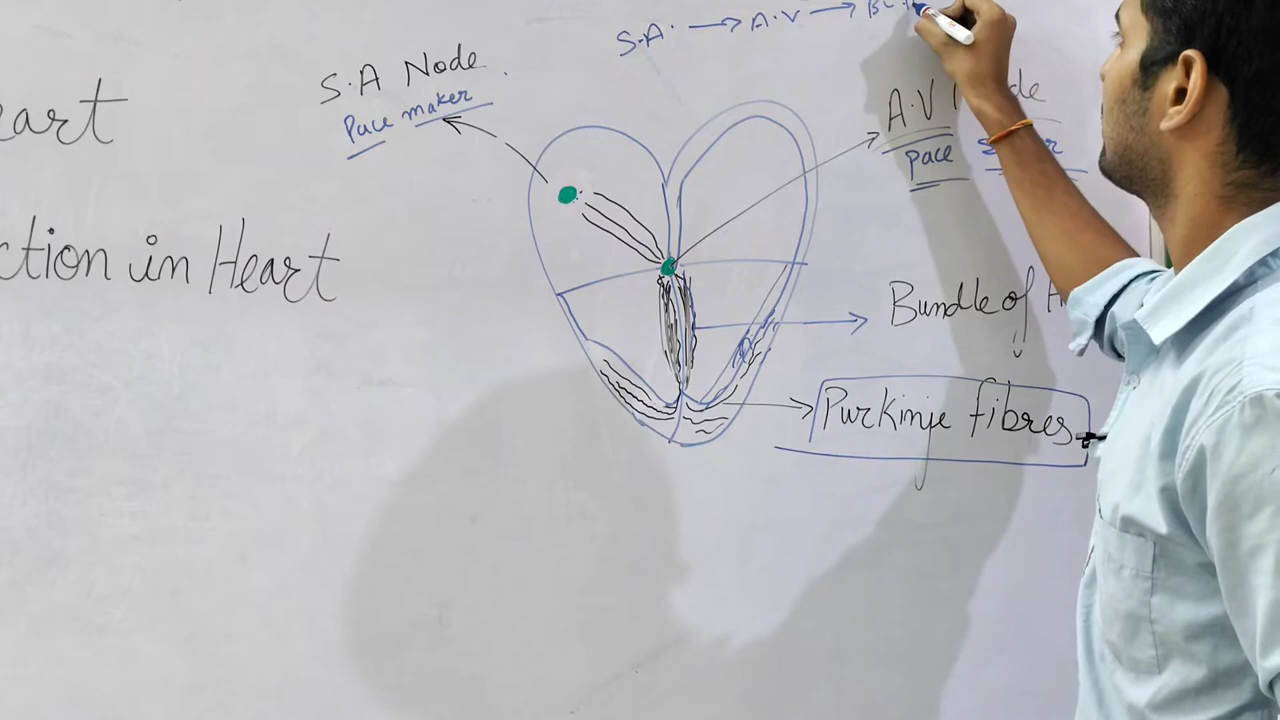 S.A. → A.V →
S.A Node
Pace maker
A.V
pace
eart
ction in Heart
Bundle of
Purkinje fibres